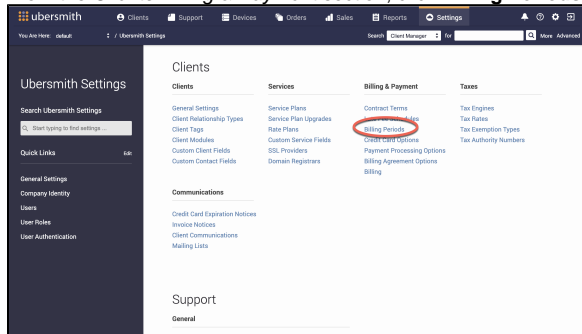 ubersmith
Clients
Support
Devices
Orders
Sales
Reports
Settings
You Are Here: default / Ubersmith Settings
Search Client Manager for
More Advanced
Ubersmith Settings
Search Ubersmith Settings
Start typing to find settings ...
Quick Links
Edit
General Settings
Company Identity
Users
User Roles
User Authentication
Clients
Clients
General Settings
Client Relationship Types
Client Tags
Client Modules
Custom Client Fields
Custom Contact Fields
Services
Service Plans
Service Plan Upgrades
Rate Plans
Custom Service Fields
SSL Providers
Domain Registrars
Billing & Payment
Contract Terms
Billing Periods
Credit Card Options
Payment Processing Options
Billing Agreement Options
Billing
Taxes
Tax Engines
Tax Rates
Tax Exemption Types
Tax Authority Numbers
Communications
Credit Card Expiration Notices
Invoice Notices
Client Communications
Mailing Lists
Support
General